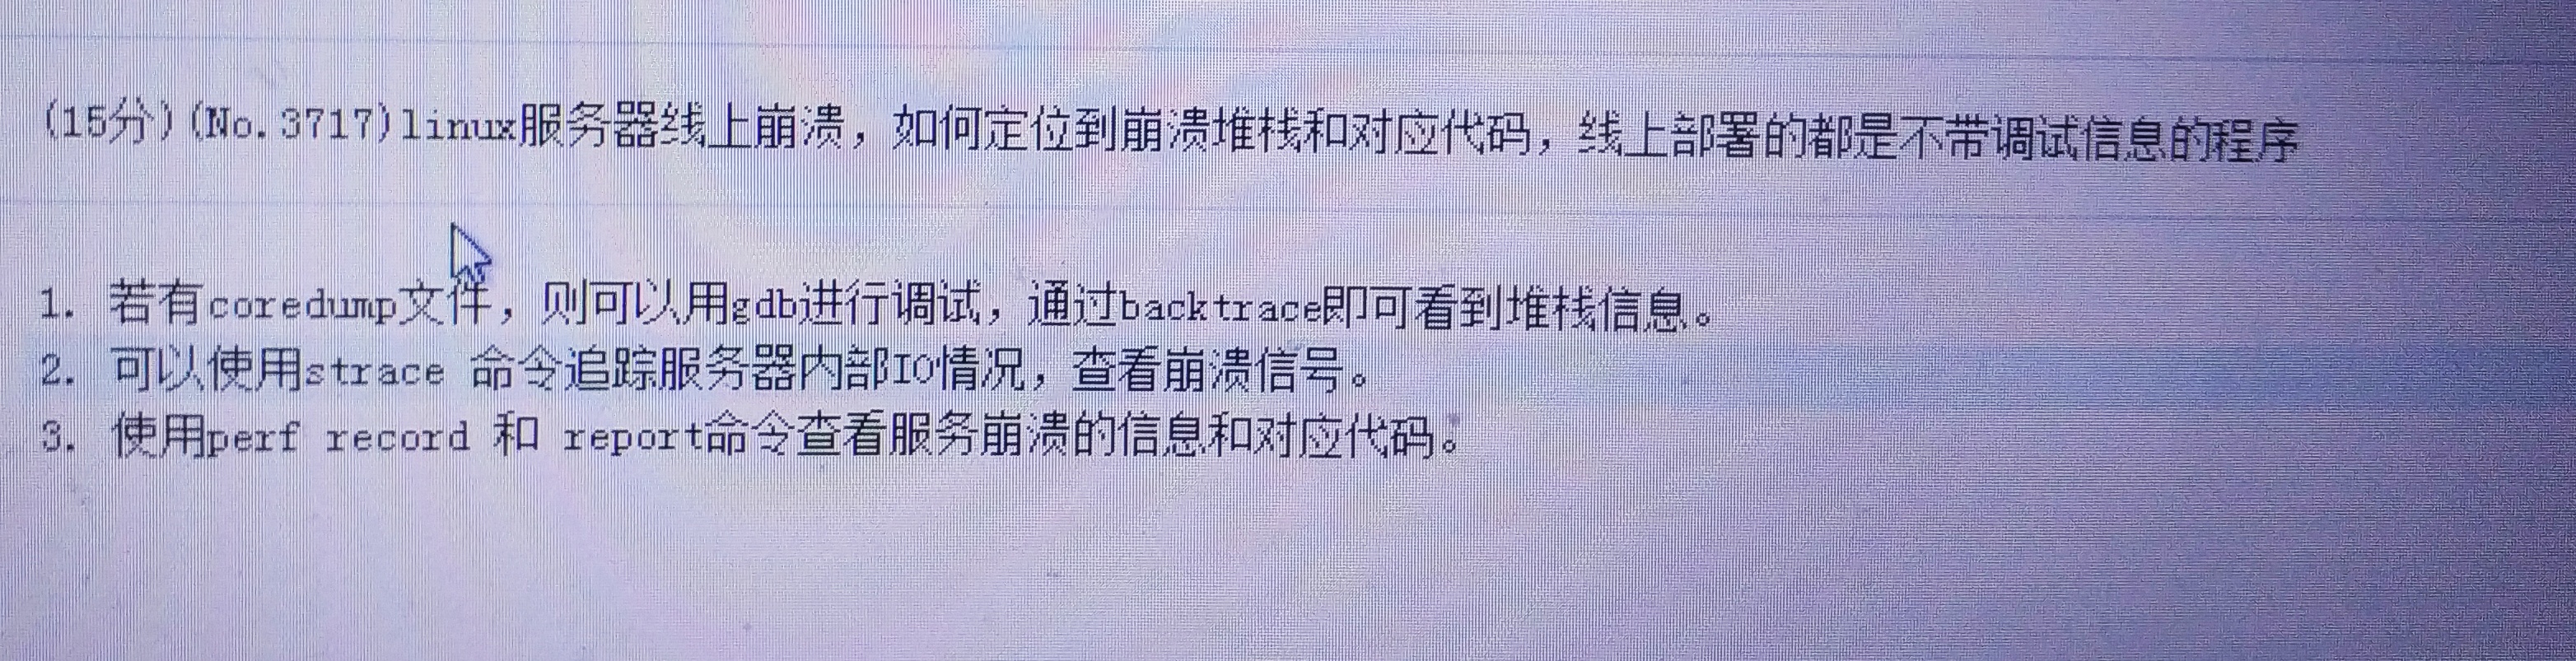 (15分)(No.3717)linux服务器线上崩溃，如何定位到崩溃堆栈和对应代码，线上部署的都是不带调试信息的程序
1. 若有coredump文件，则可以用gdb进行调试，通过backtrace即可看到堆栈信息。
2. 可以使用strace 命令追踪服务器内部IO情况，查看崩溃信号。
3. 使用perf record 和 report命令查看服务崩溃的信息和对应代码。